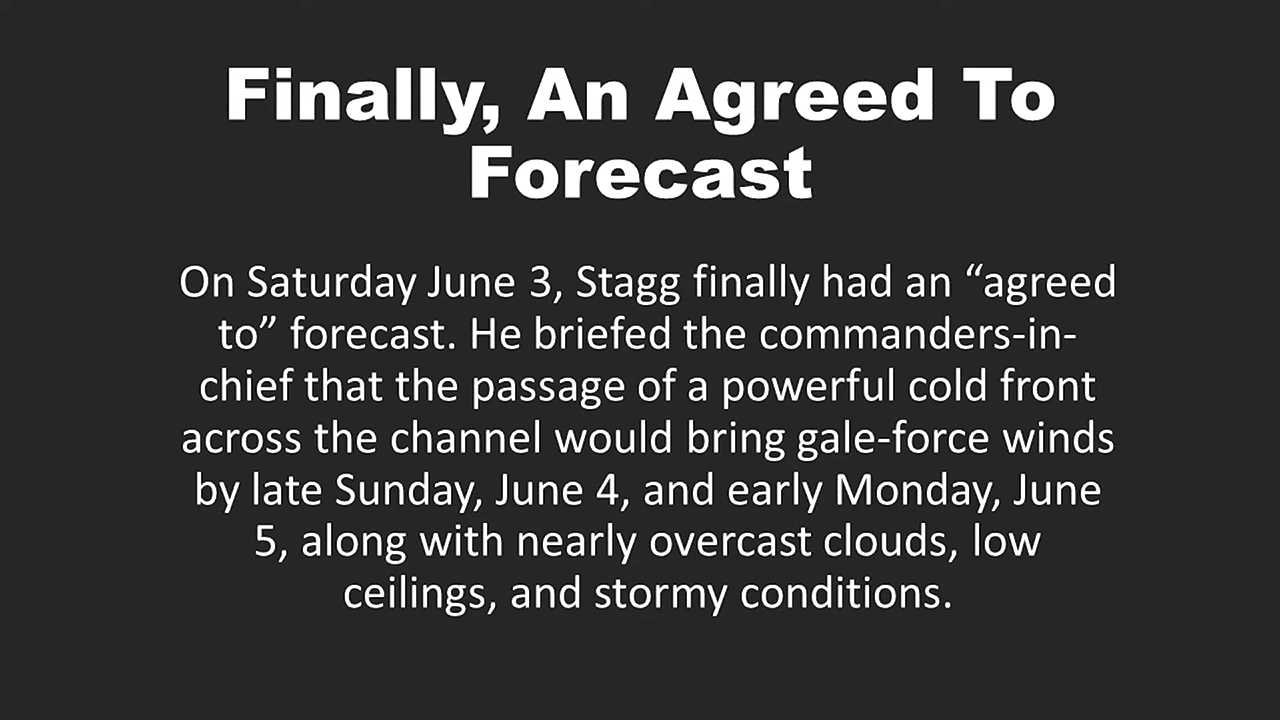 Finally, An Agreed To
Forecast
On Saturday June 3, Stagg finally had an “agreed
to” forecast. He briefed the commanders-in-
chief that the passage of a powerful cold front
across the channel would bring gale-force winds
by late Sunday, June 4, and early Monday, June
5, along with nearly overcast clouds, low
ceilings, and stormy conditions.